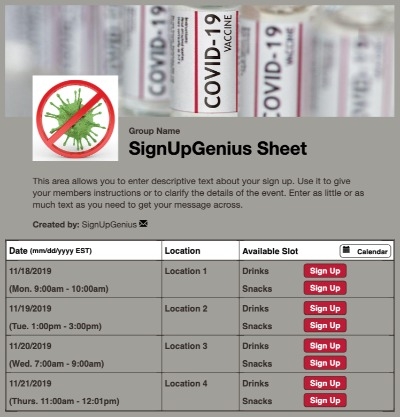 COVID-19
COVID-19
VACCINE
COVID-19
VACCINE
Group Name
SignUpGenius Sheet
This area allows you to enter descriptive text about your sign up. Use it to give
your members instructions or to clarify the details of the event. Enter as little or as
much text as you need to get your message across.
Created by: SignUpGenius
Date (mm/dd/yyyy EST) Location Available Slot Calendar
11/18/2019 Location 1 Drinks Sign Up
(Mon. 9:00am - 10:00am) Snacks Sign Up
11/19/2019 Location 2 Drinks Sign Up
(Tue. 1:00pm - 3:00pm) Snacks Sign Up
11/20/2019 Location 3 Drinks Sign Up
(Wed. 7:00am - 9:00am) Snacks Sign Up
11/21/2019 Location 4 Drinks Sign Up
(Thurs. 11:00am - 12:01pm) Snacks Sign Up